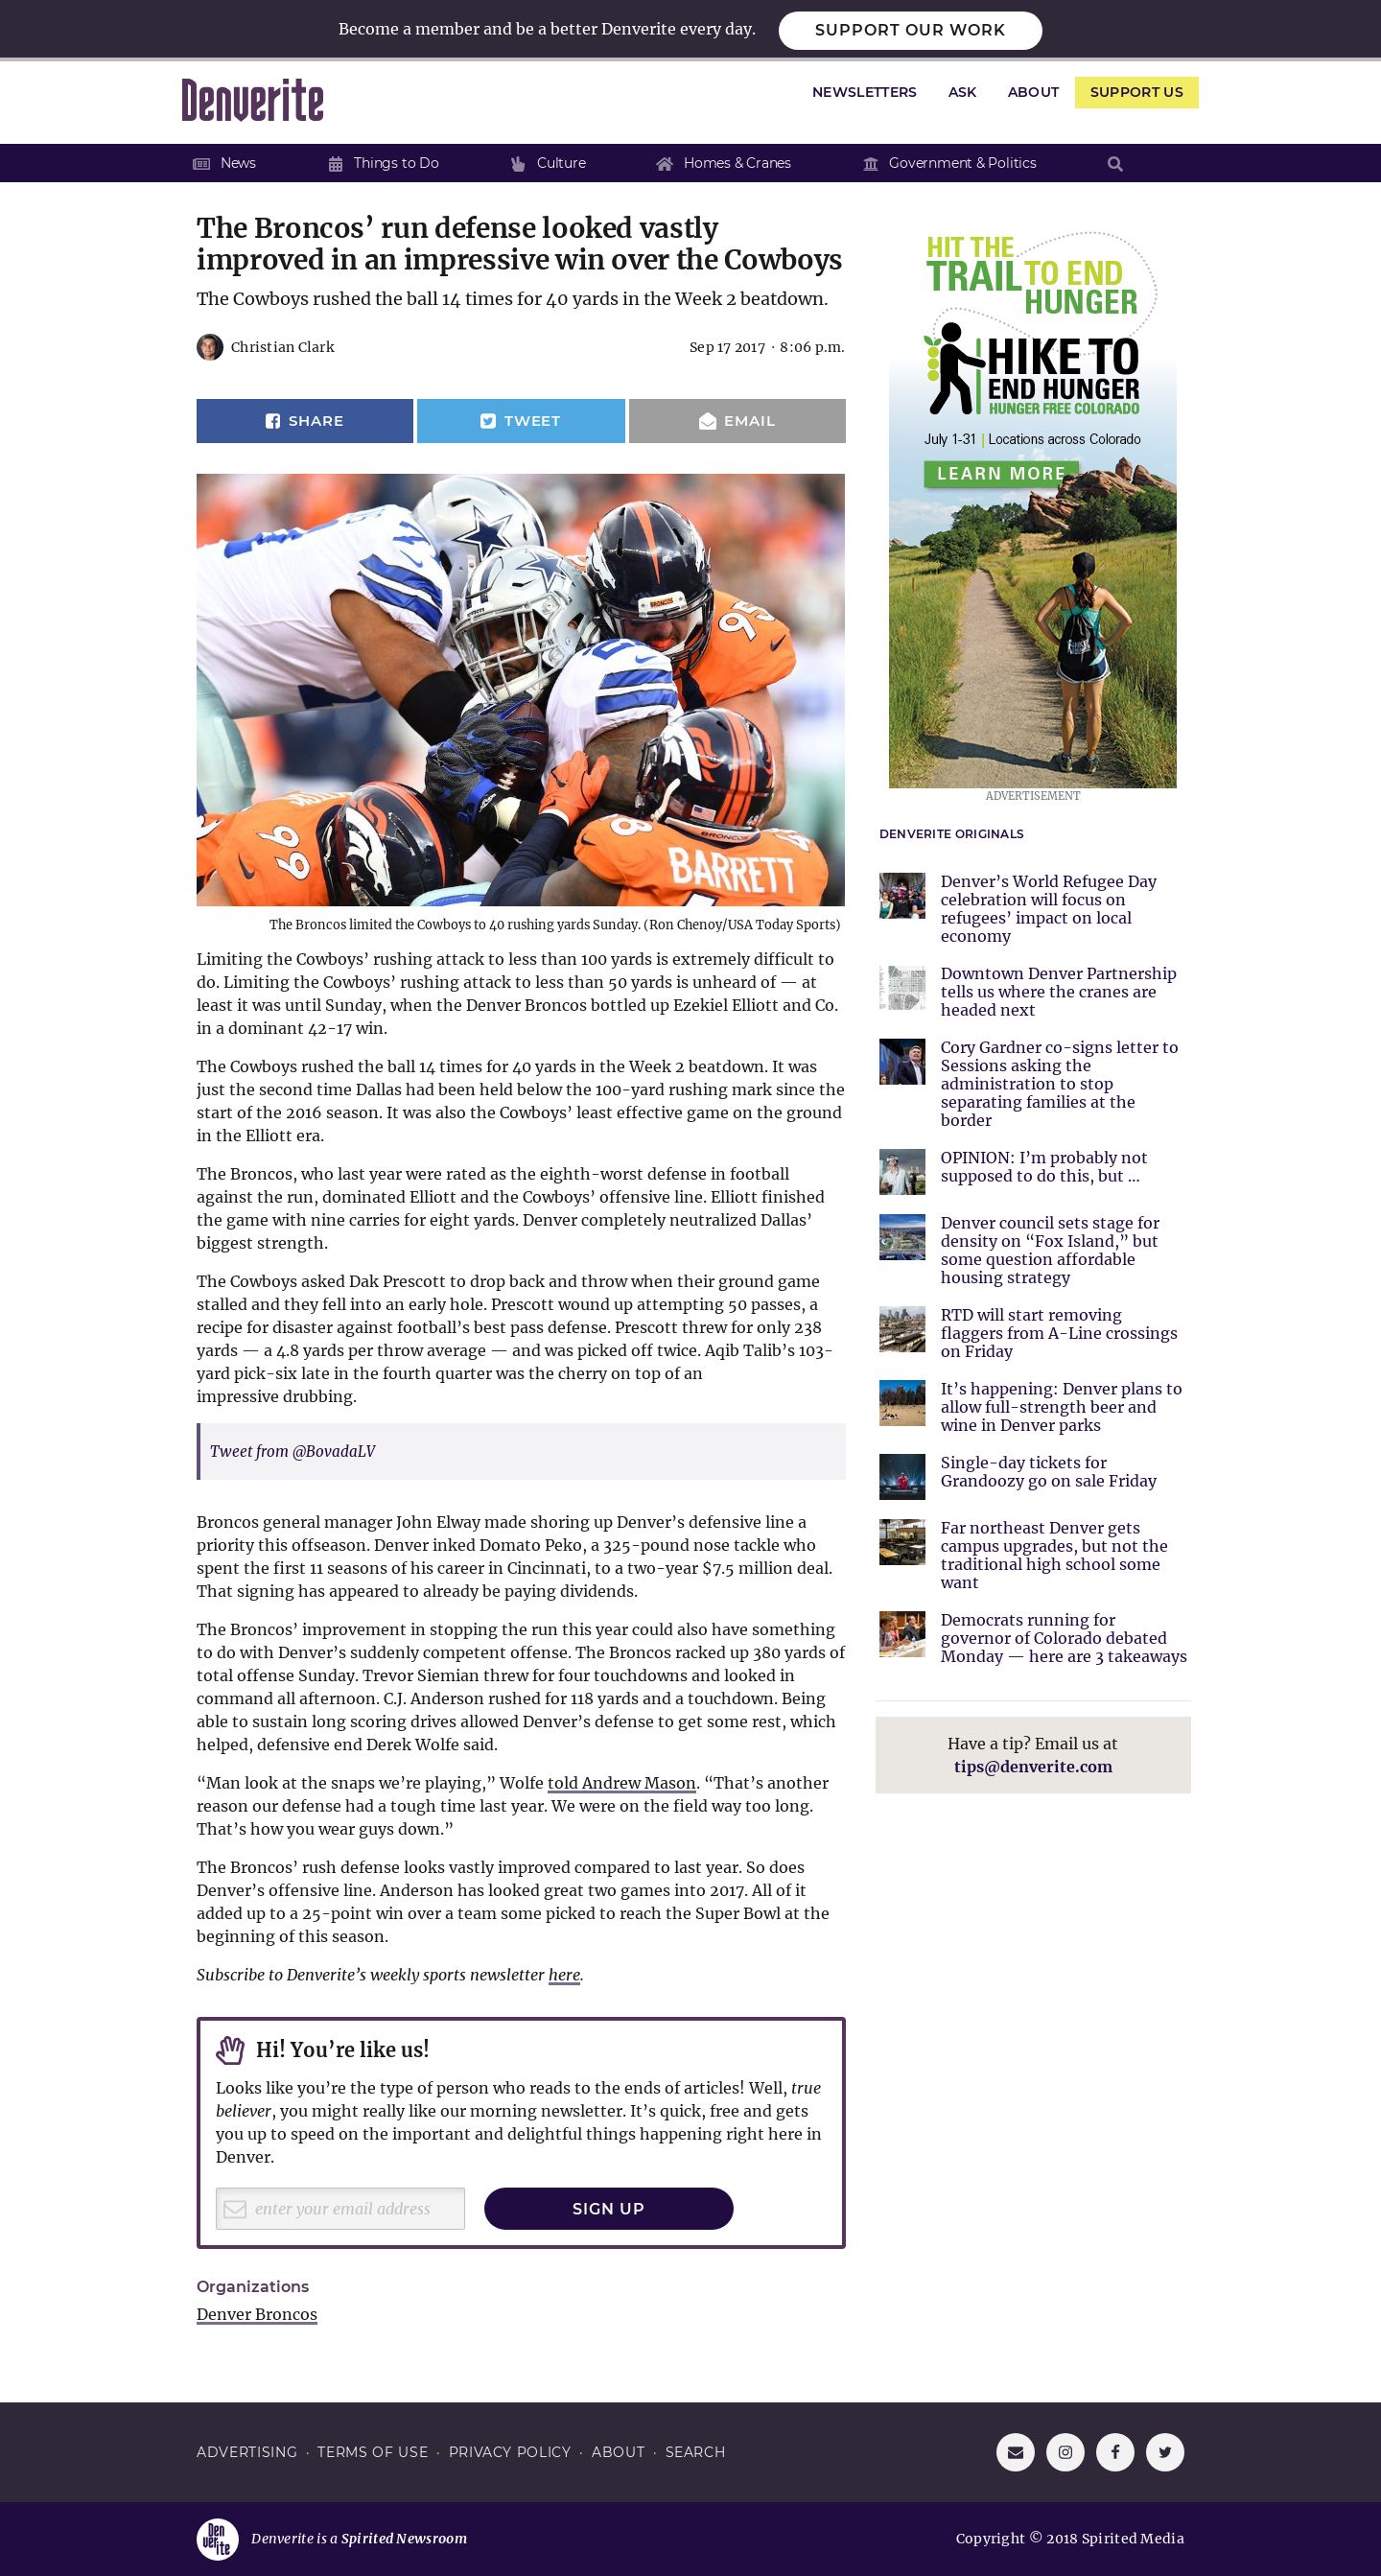 Become a member and be a better Denverite every day.
SUPPORT OUR WORK
Denverite
NEWSLETTERS
ASK
ABOUT
SUPPORT US
News
Things to Do
Culture
Homes & Cranes
Government & Politics
The Broncos’ run defense looked vastly
improved in an impressive win over the Cowboys
The Cowboys rushed the ball 14 times for 40 yards in the Week 2 beatdown.
Christian Clark
Sep 17 2017 · 8:06 p.m.
SHARE
TWEET
EMAIL
BRONCOS
95
66
BRONCOS
BARRETT
The Broncos limited the Cowboys to 40 rushing yards Sunday. (Ron Chenoy/USA Today Sports)
Limiting the Cowboys’ rushing attack to less than 100 yards is extremely difficult to
do. Limiting the Cowboys’ rushing attack to less than 50 yards is unheard of — at
least it was until Sunday, when the Denver Broncos bottled up Ezekiel Elliott and Co.
in a dominant 42-17 win.
The Cowboys rushed the ball 14 times for 40 yards in the Week 2 beatdown. It was
just the second time Dallas had been held below the 100-yard rushing mark since the
start of the 2016 season. It was also the Cowboys’ least effective game on the ground
in the Elliott era.
The Broncos, who last year were rated as the eighth-worst defense in football
against the run, dominated Elliott and the Cowboys’ offensive line. Elliott finished
the game with nine carries for eight yards. Denver completely neutralized Dallas’
biggest strength.
The Cowboys asked Dak Prescott to drop back and throw when their ground game
stalled and they fell into an early hole. Prescott wound up attempting 50 passes, a
recipe for disaster against football’s best pass defense. Prescott threw for only 238
yards — a 4.8 yards per throw average — and was picked off twice. Aqib Talib’s 103-
yard pick-six late in the fourth quarter was the cherry on top of an
impressive drubbing.
Tweet from @BovadaLV
Broncos general manager John Elway made shoring up Denver’s defensive line a
priority this offseason. Denver inked Domato Peko, a 325-pound nose tackle who
spent the first 11 seasons of his career in Cincinnati, to a two-year $7.5 million deal.
That signing has appeared to already be paying dividends.
The Broncos’ improvement in stopping the run this year could also have something
to do with Denver’s suddenly competent offense. The Broncos racked up 380 yards of
total offense Sunday. Trevor Siemian threw for four touchdowns and looked in
command all afternoon. C.J. Anderson rushed for 118 yards and a touchdown. Being
able to sustain long scoring drives allowed Denver’s defense to get some rest, which
helped, defensive end Derek Wolfe said.
“Man look at the snaps we’re playing,” Wolfe told Andrew Mason. “That’s another
reason our defense had a tough time last year. We were on the field way too long.
That’s how you wear guys down.”
The Broncos’ rush defense looks vastly improved compared to last year. So does
Denver’s offensive line. Anderson has looked great two games into 2017. All of it
added up to a 25-point win over a team some picked to reach the Super Bowl at the
beginning of this season.
Subscribe to Denverite’s weekly sports newsletter here.
Hi! You’re like us!
Looks like you’re the type of person who reads to the ends of articles! Well, true
believer, you might really like our morning newsletter. It’s quick, free and gets
you up to speed on the important and delightful things happening right here in
Denver.
enter your email address
SIGN UP
Organizations
Denver Broncos
HIT THE
TRAIL TO END
HUNGER
HIKE TO
END HUNGER
HUNGER FREE COLORADO
July 1-31 | Locations across Colorado
LEARN MORE
ADVERTISEMENT
DENVERITE ORIGINALS
Denver’s World Refugee Day
celebration will focus on
refugees’ impact on local
economy
Downtown Denver Partnership
tells us where the cranes are
headed next
Cory Gardner co-signs letter to
Sessions asking the
administration to stop
separating families at the
border
OPINION: I’m probably not
supposed to do this, but ...
Denver council sets stage for
density on “Fox Island,” but
some question affordable
housing strategy
RTD will start removing
flaggers from A-Line crossings
on Friday
It’s happening: Denver plans to
allow full-strength beer and
wine in Denver parks
Single-day tickets for
Grandoozy go on sale Friday
Far northeast Denver gets
campus upgrades, but not the
traditional high school some
want
Democrats running for
governor of Colorado debated
Monday — here are 3 takeaways
Have a tip? Email us at
tips@denverite.com
ADVERTISING · TERMS OF USE · PRIVACY POLICY · ABOUT · SEARCH
Denverite
Denverite is a Spirited Newsroom
Copyright © 2018 Spirited Media